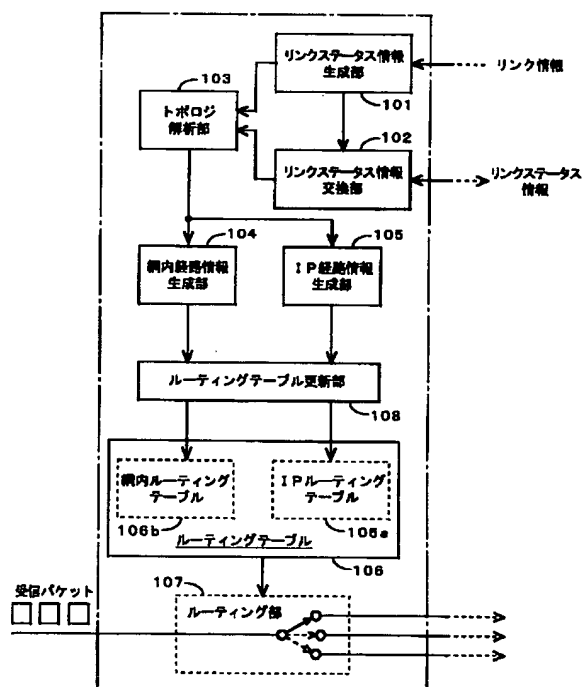 リンクステータス情報
生成部
リンク情報
101
103
トポロジ
解析部
102
リンクステータス情報
交換部
リンクステータス
情報
104
網内経路情報
生成部
105
IP経路情報
生成部
ルーティングテーブル更新部
108
網内ルーティング
テーブル
106b
IPルーティング
テーブル
106a
ルーティングテーブル
106
107
受信パケット
ルーティング部